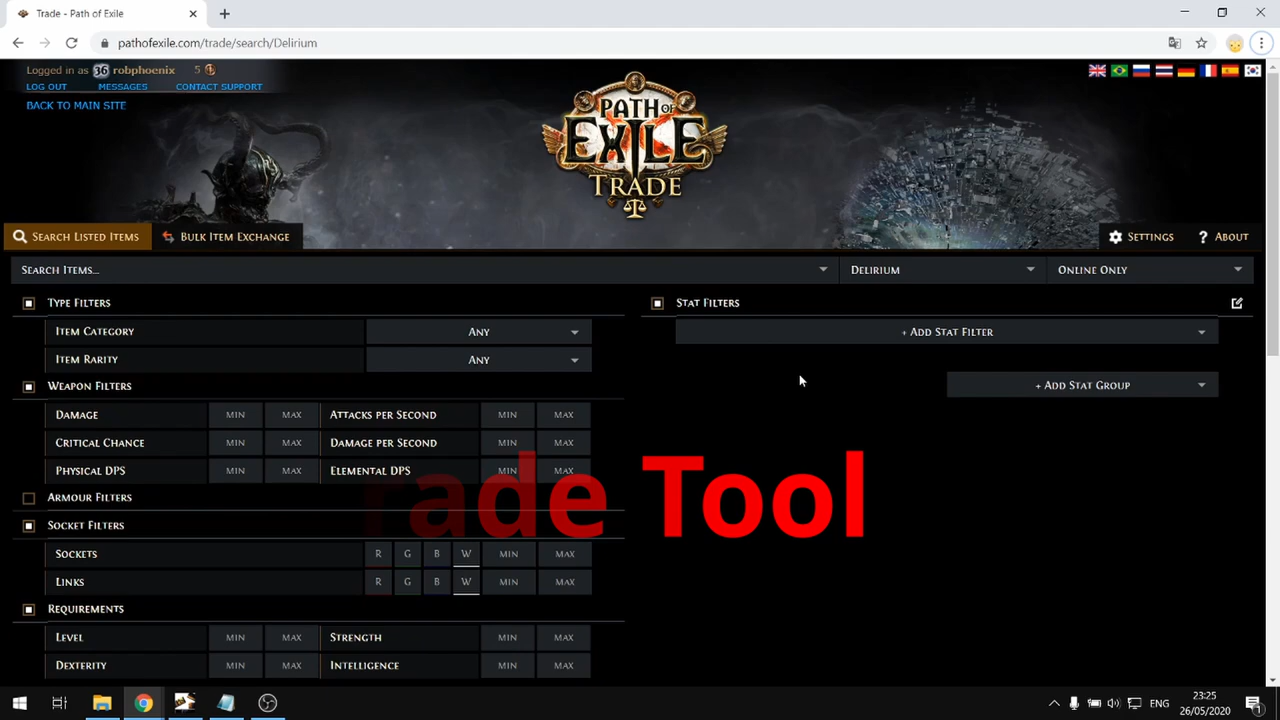 Trade - Path of Exile
pathofexile.com/trade/search/Delirium
Logged in as 36 robphoenix 5
LOG OUT MESSAGES CONTACT SUPPORT
BACK TO MAIN SITE
PATH OF
EXILE
TRADE
SEARCH LISTED ITEMS BULK ITEM EXCHANGE SETTINGS ? ABOUT
SEARCH ITEMS... DELIRIUM ONLINE ONLY
TYPE FILTERS STAT FILTERS
ITEM CATEGORY ANY + ADD STAT FILTER
ITEM RARITY ANY
WEAPON FILTERS + ADD STAT GROUP
DAMAGE MIN MAX ATTACKS PER SECOND MIN MAX
CRITICAL CHANCE MIN MAX DAMAGE PER SECOND MIN MAX
PHYSICAL DPS MIN MAX ELEMENTAL DPS MIN MAX
rade Tool
ARMOUR FILTERS
SOCKET FILTERS
SOCKETS R G B W MIN MAX
LINKS R G B W MIN MAX
REQUIREMENTS
LEVEL MIN MAX STRENGTH MIN MAX
DEXTERITY MIN MAX INTELLIGENCE MIN MAX
ENG 23:25
26/05/2020 1